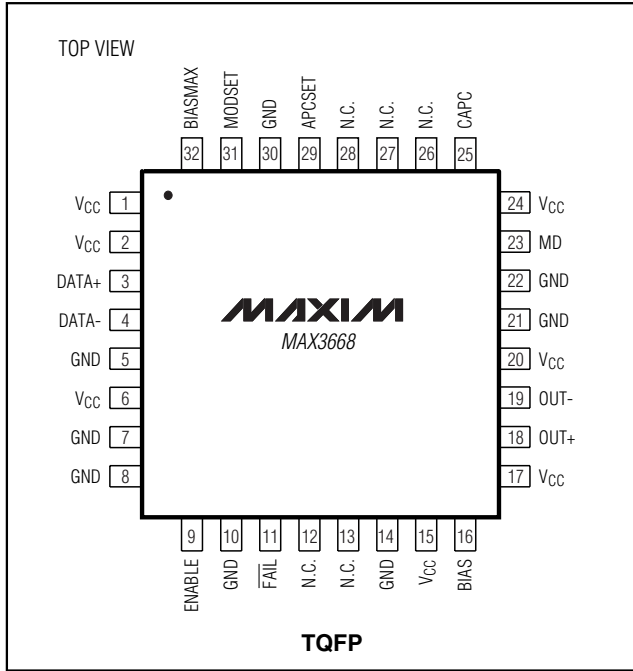 TOP VIEW
BIASMAX
MODSET
GND
APCSET
N.C.
N.C.
N.C.
CAPC
32 31 30 29 28 27 26 25
VCC 1
VCC 2
DATA+ 3
DATA- 4
GND 5
VCC 6
GND 7
GND 8
MAXIM
MAX3668
24 VCC
23 MD
22 GND
21 GND
20 VCC
19 OUT-
18 OUT+
17 VCC
9 10 11 12 13 14 15 16
ENABLE
GND
FAIL
N.C.
N.C.
GND
VCC
BIAS
TQFP